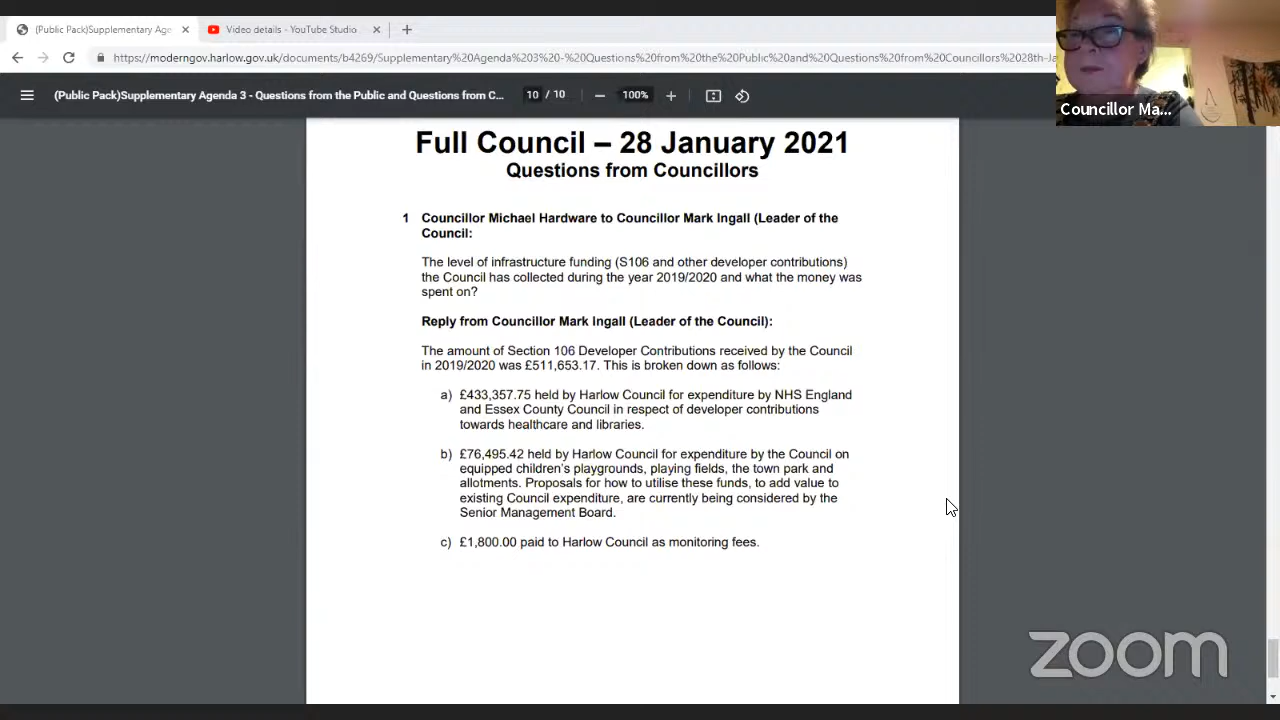 (Public Pack)Supplementary Age
Video details - YouTube Studio
https://moderngov.harlow.gov.uk/documents/b4269/Supplementary%20Agenda%203%20-%20Questions%20from%20the%20Public%20and%20Questions%20from%20Councillors%2028th-Ja
(Public Pack)Supplementary Agenda 3 - Questions from the Public and Questions from C...
10 / 10
100%
Councillor Ma...
Full Council – 28 January 2021
Questions from Councillors
1 Councillor Michael Hardware to Councillor Mark Ingall (Leader of the
Council:
The level of infrastructure funding (S106 and other developer contributions)
the Council has collected during the year 2019/2020 and what the money was
spent on?
Reply from Councillor Mark Ingall (Leader of the Council):
The amount of Section 106 Developer Contributions received by the Council
in 2019/2020 was £511,653.17. This is broken down as follows:
a) £433,357.75 held by Harlow Council for expenditure by NHS England
and Essex County Council in respect of developer contributions
towards healthcare and libraries.
b) £76,495.42 held by Harlow Council for expenditure by the Council on
equipped children's playgrounds, playing fields, the town park and
allotments. Proposals for how to utilise these funds, to add value to
existing Council expenditure, are currently being considered by the
Senior Management Board.
c) £1,800.00 paid to Harlow Council as monitoring fees.
zoom